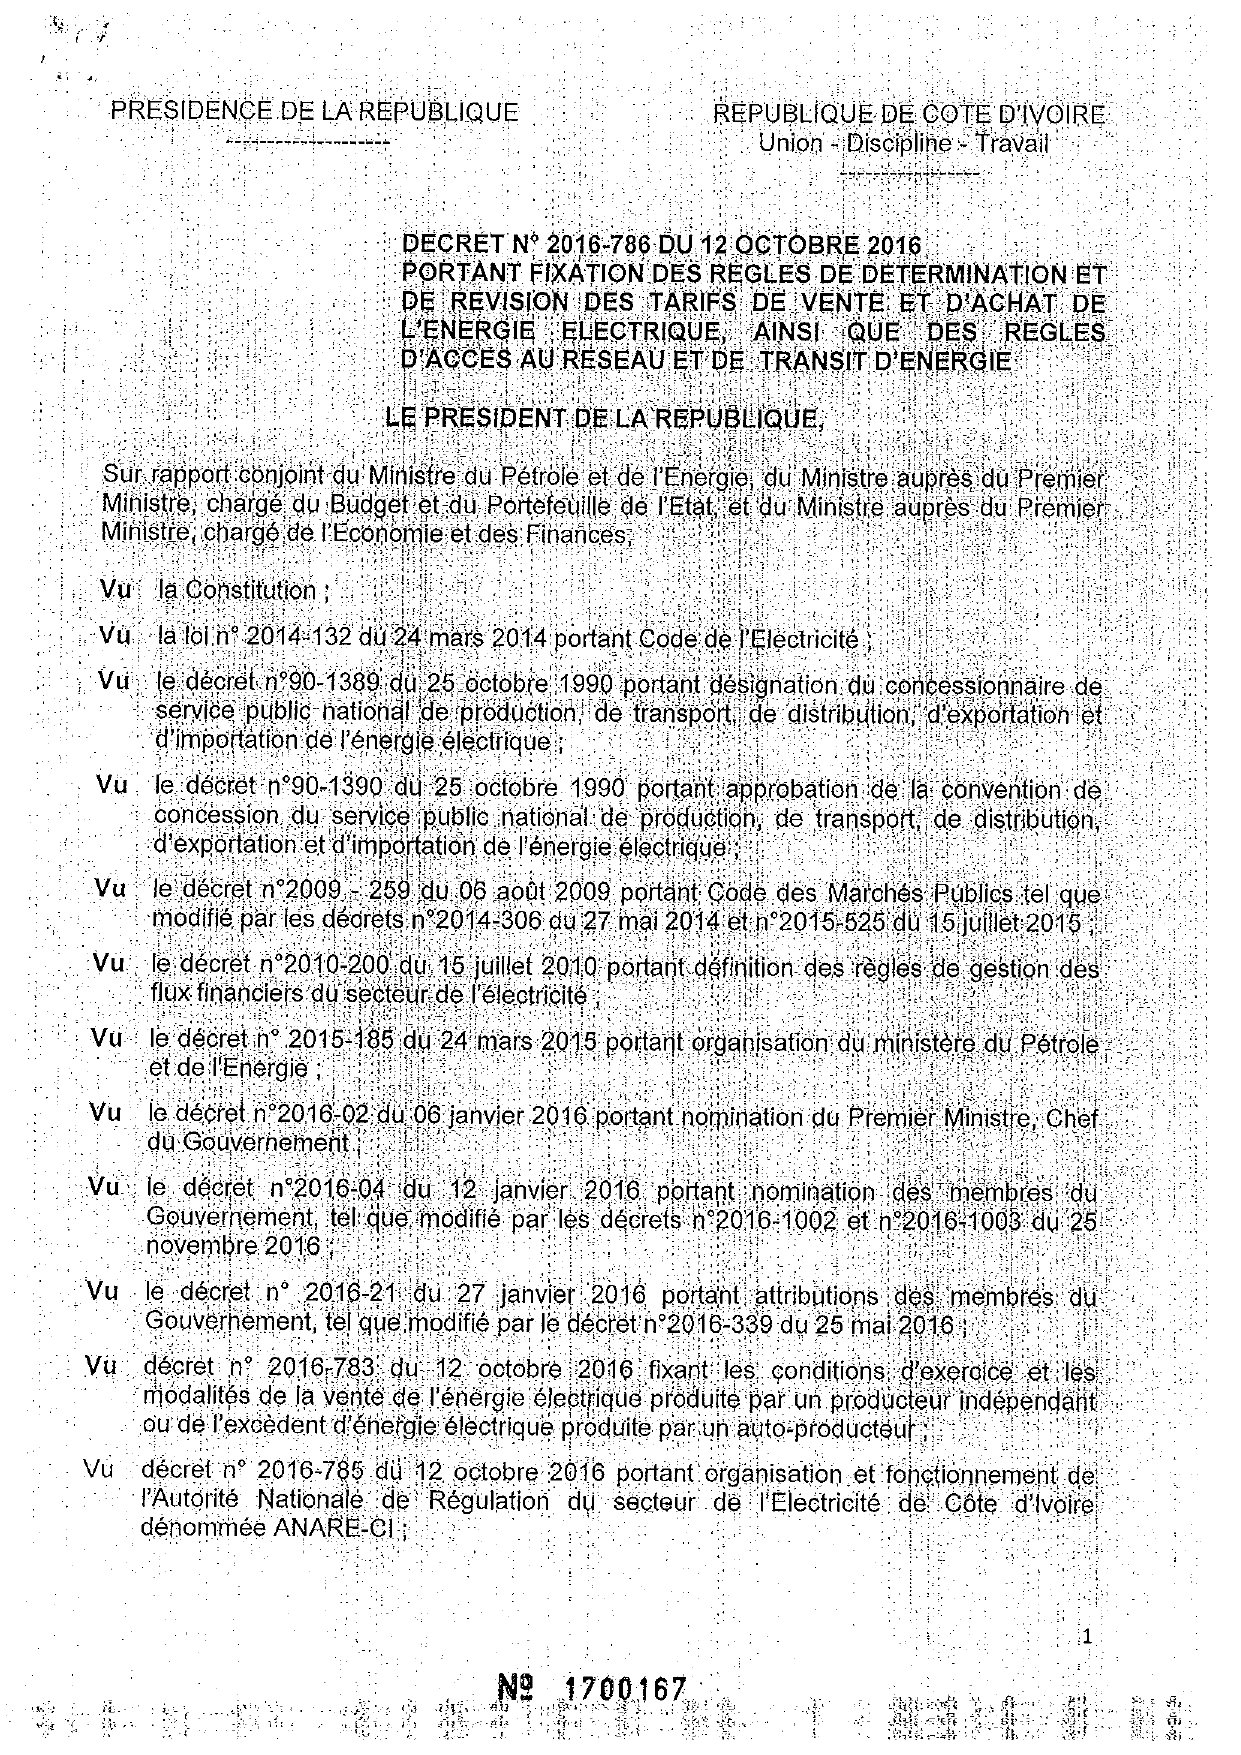 PRESIDENCE DE LA REPUBLIQUE
--------------------
REPUBLIQUE DE COTE D'IVOIRE
Union - Discipline - Travail
-----------------
DECRET N° 2016-786 DU 12 OCTOBRE 2016
PORTANT FIXATION DES REGLES DE DETERMINATION ET
DE REVISION DES TARIFS DE VENTE ET D'ACHAT DE
L'ENERGIE ELECTRIQUE, AINSI QUE DES REGLES
D'ACCES AU RESEAU ET DE TRANSIT D'ENERGIE
LE PRESIDENT DE LA REPUBLIQUE,
Sur rapport conjoint du Ministre du Pétrole et de l'Energie, du Ministre auprès du Premier
Ministre, chargé du Budget et du Portefeuille de l'Etat, et du Ministre auprès du Premier
Ministre, chargé de l'Economie et des Finances,
Vu la Constitution ;
Vu la loi n° 2014-132 du 24 mars 2014 portant Code de l'Electricité ;
Vu le décret n°90-1389 du 25 octobre 1990 portant désignation du concessionnaire de
service public national de production, de transport, de distribution, d'exportation et
d'importation de l'énergie électrique ;
Vu le décret n°90-1390 du 25 octobre 1990 portant approbation de la convention de
concession du service public national de production, de transport, de distribution,
d'exportation et d'importation de l'énergie électrique ;
Vu le décret n°2009 - 259 du 06 août 2009 portant Code des Marchés Publics tel que
modifié par les décrets n°2014-306 du 27 mai 2014 et n°2015-525 du 15 juillet 2015 ;
Vu le décret n°2010-200 du 15 juillet 2010 portant définition des règles de gestion des
flux financiers du secteur de l'électricité ;
Vu le décret n° 2015-185 du 24 mars 2015 portant organisation du ministère du Pétrole
et de l'Energie ;
Vu le décret n°2016-02 du 06 janvier 2016 portant nomination du Premier Ministre, Chef
du Gouvernement ;
Vu le décret n°2016-04 du 12 janvier 2016 portant nomination des membres du
Gouvernement, tel que modifié par les décrets n°2016-1002 et n°2016-1003 du 25
novembre 2016 ;
Vu le décret n° 2016-21 du 27 janvier 2016 portant attributions des membres du
Gouvernement, tel que modifié par le décret n°2016-339 du 25 mai 2016 ;
Vu décret n° 2016-783 du 12 octobre 2016 fixant les conditions d'exercice et les
modalités de la vente de l'énergie électrique produite par un producteur indépendant
ou de l'excédent d'énergie électrique produite par un auto-producteur ;
Vu décret n° 2016-785 du 12 octobre 2016 portant organisation et fonctionnement de
l'Autorité Nationale de Régulation du secteur de l'Electricité de Côte d'Ivoire
dénommée ANARE-CI ;
1
Nº 1700167